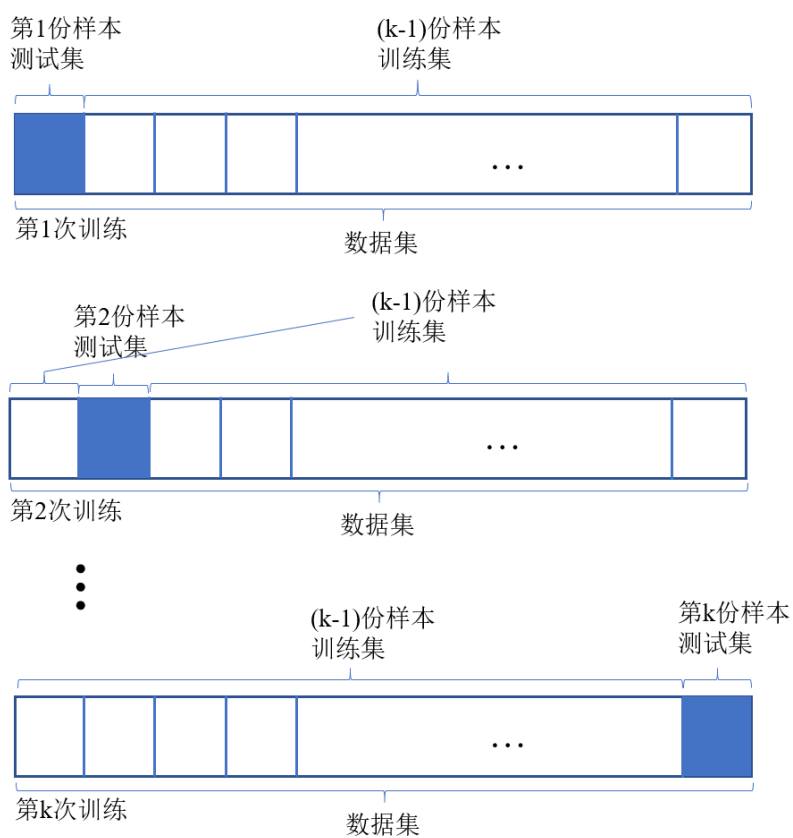 第1份样本
测试集
(k-1)份样本
训练集
...
第1次训练
数据集
第2份样本
测试集
(k-1)份样本
训练集
...
第2次训练
数据集
(k-1)份样本
训练集
第k份样本
测试集
...
第k次训练
数据集